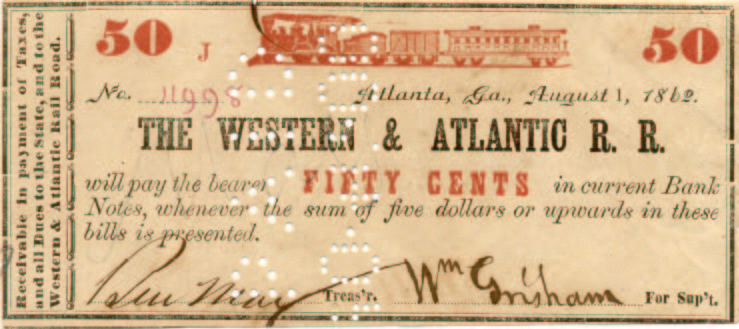 Receivable in payment of Taxes,
and all Dues to the State, and to the
Western & Atlantic Rail Road.
50 J 50
No. 11998 Atlanta, Ga., August 1, 1862.
THE WESTERN & ATLANTIC R. R.
will pay the bearer FIFTY CENTS in current Bank
Notes, whenever the sum of five dollars or upwards in these
bills is presented.
Ben May Treas'r. Wm Grisham For Sup't.